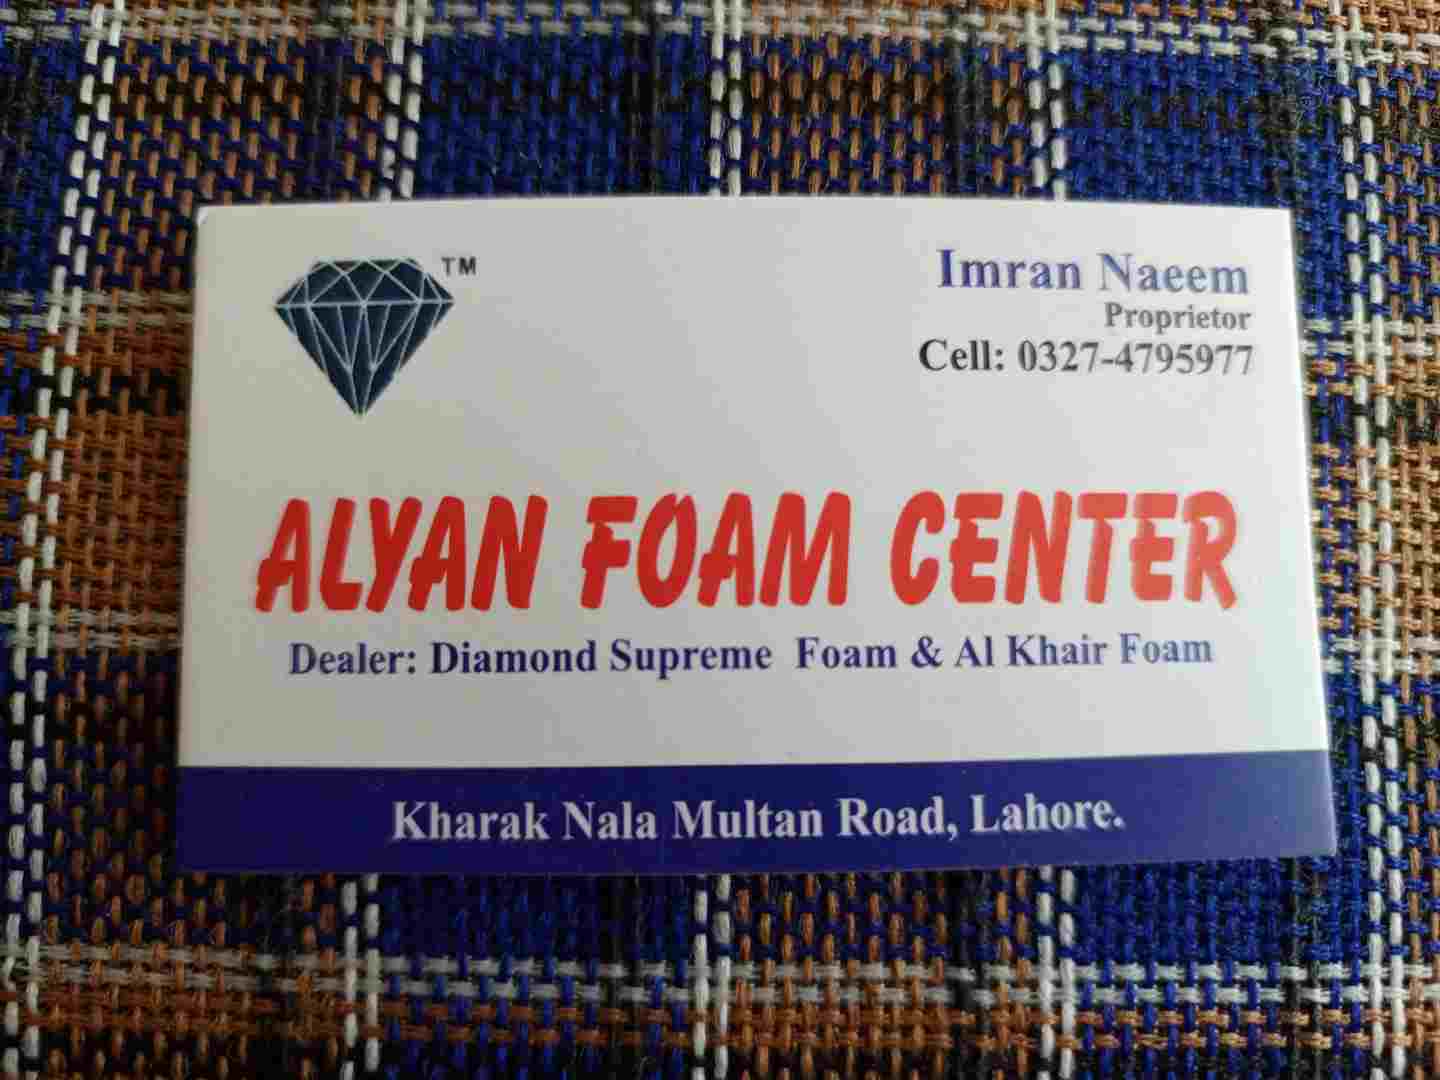 TM
Imran Naeem
Proprietor
Cell: 0327-4795977
ALYAN FOAM CENTER
Dealer: Diamond Supreme Foam & Al Khair Foam
Kharak Nala Multan Road, Lahore.